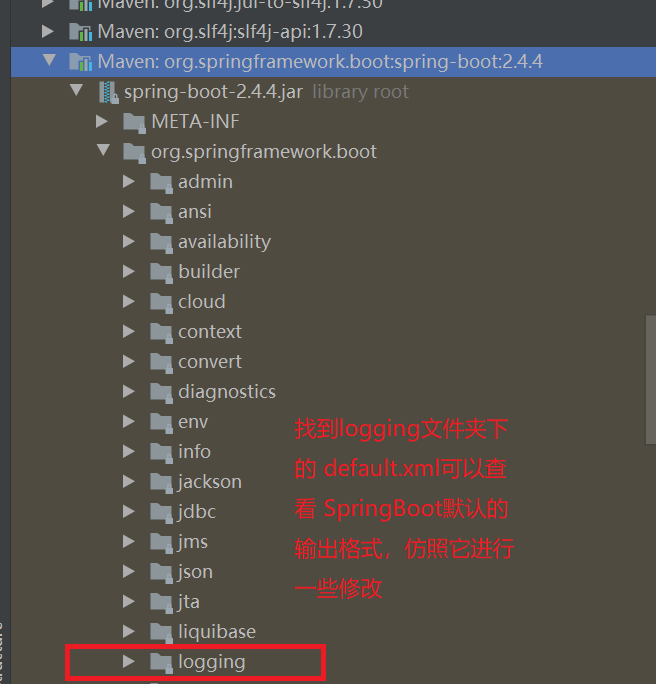 Maven: org.slf4j:jul-to-slf4j:1.7.30
Maven: org.slf4j:slf4j-api:1.7.30
Maven: org.springframework.boot:spring-boot:2.4.4
spring-boot-2.4.4.jar library root
META-INF
org.springframework.boot
admin
ansi
availability
builder
cloud
context
convert
diagnostics
env
info
jackson
jdbc
jms
json
jta
liquibase
logging
找到logging文件夹下
的 default.xml可以查
看 SpringBoot默认的
输出格式，仿照它进行
一些修改